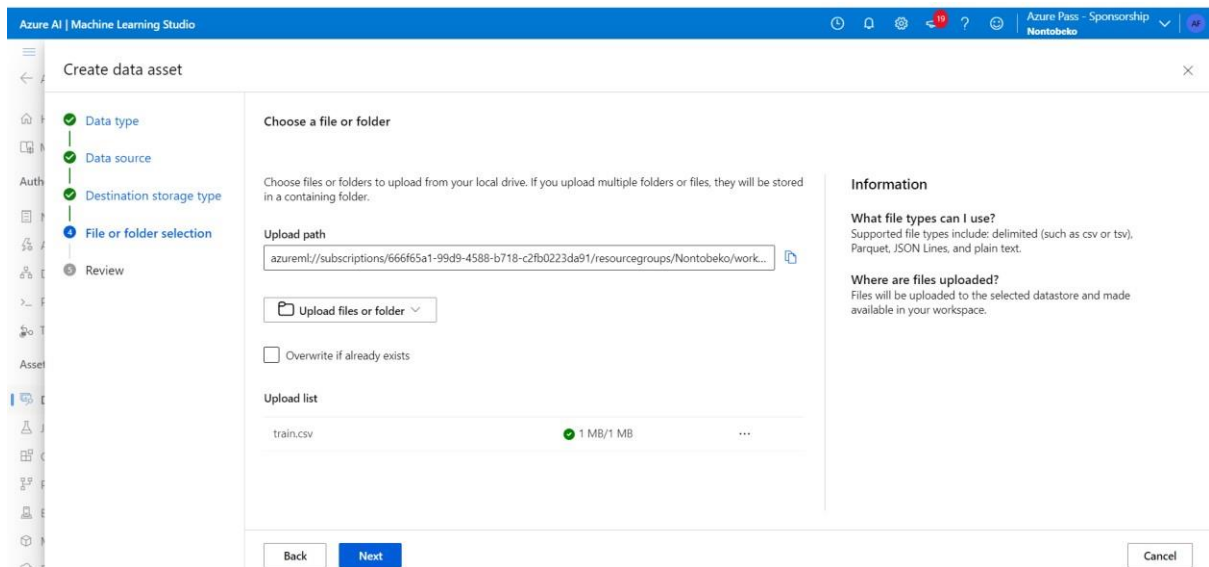 Azure AI | Machine Learning Studio
19
?
Azure Pass - Sponsorship
Nontobeko
AF
Create data asset
Data type
Data source
Destination storage type
4 File or folder selection
5 Review
Auth
Asset
Choose a file or folder
Choose files or folders to upload from your local drive. If you upload multiple folders or files, they will be stored
in a containing folder.
Upload path
azureml://subscriptions/666f65a1-99d9-4588-b718-c2fb0223da91/resourcegroups/Nontobeko/work...
Upload files or folder
Overwrite if already exists
Upload list
train.csv 1 MB/1 MB ...
Information
What file types can I use?
Supported file types include: delimited (such as csv or tsv),
Parquet, JSON Lines, and plain text.
Where are files uploaded?
Files will be uploaded to the selected datastore and made
available in your workspace.
Back Next Cancel